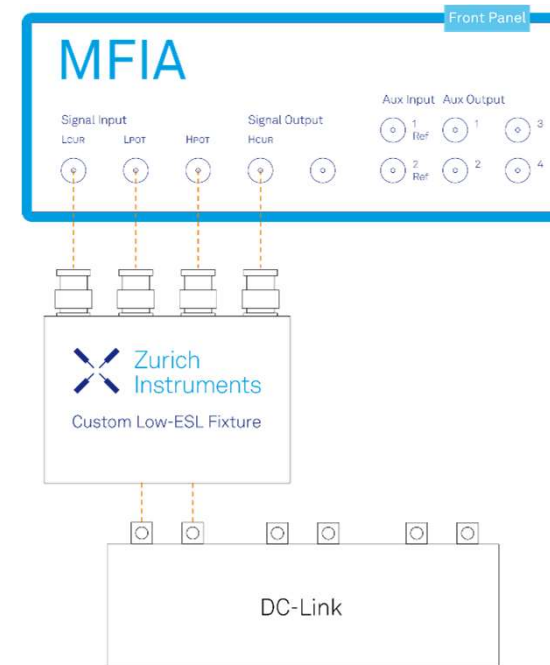 Front Panel
MFIA
Aux Input Aux Output
Signal Input Signal Output
LCUR LPOT HPOT HCUR
1 Ref 1 3
2 Ref 2 4
Zurich
Instruments
Custom Low-ESL Fixture
DC-Link